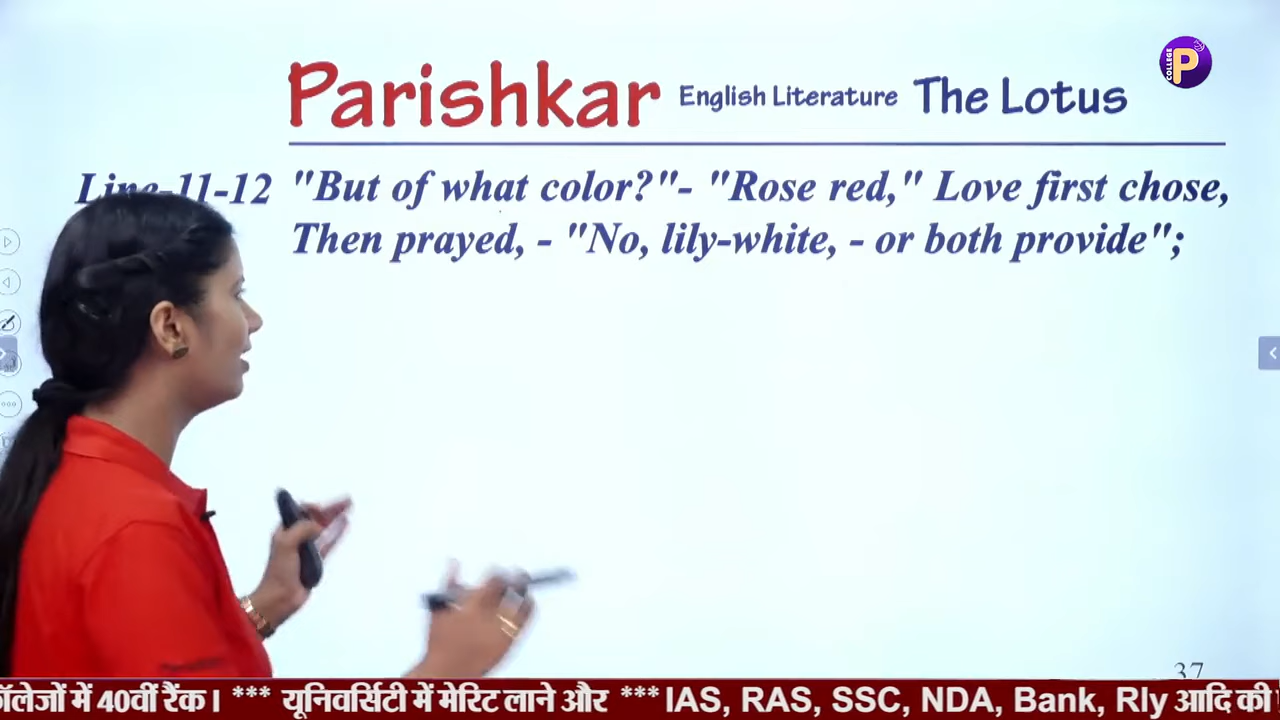 COLLEGE P
Parishkar English Literature The Lotus
Line-11-12 "But of what color?"- "Rose red," Love first chose,
Then prayed, - "No, lily-white, - or both provide";
37
में 40वीं रैंक। *** यूनिवर्सिटी में मेरिट लाने और *** IAS, RAS, SSC, NDA, Bank, Rly आदि की